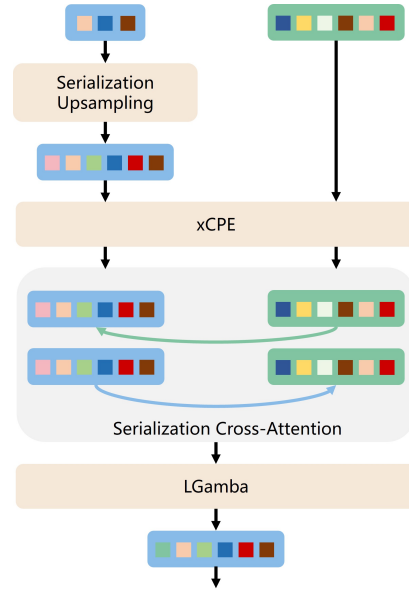 Serialization
Upsampling
xCPE
Serialization Cross-Attention
LGamba